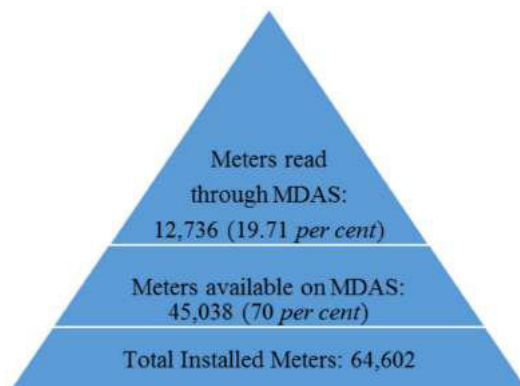 Meters read
through MDAS:
12,736 (19.71 per cent)
Meters available on MDAS:
45,038 (70 per cent)
Total Installed Meters: 64,602